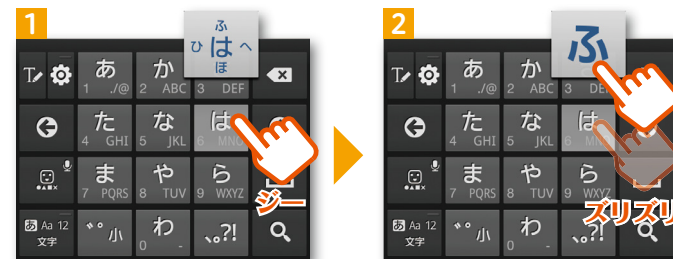 1
ふ
ひ は へ
ほ
あ か
1 ./@ 2 ABC 3 DEF
た な は
4 GHI 5 JKL 6 MNO
ジー
ま や ら
7 PQRS 8 TUV 9 WXYZ
あ Aa 12
文字
小 わ 、。?!
0 -
2
ふ
あ か
1 ./@ 2 ABC 3 DEF
た な は
4 GHI 5 JKL 6 MNO
ま や ら
7 PQRS 8 TUV 9 WXYZ
ズリズリ
あ Aa 12
文字
小 わ 、。?!
0 -